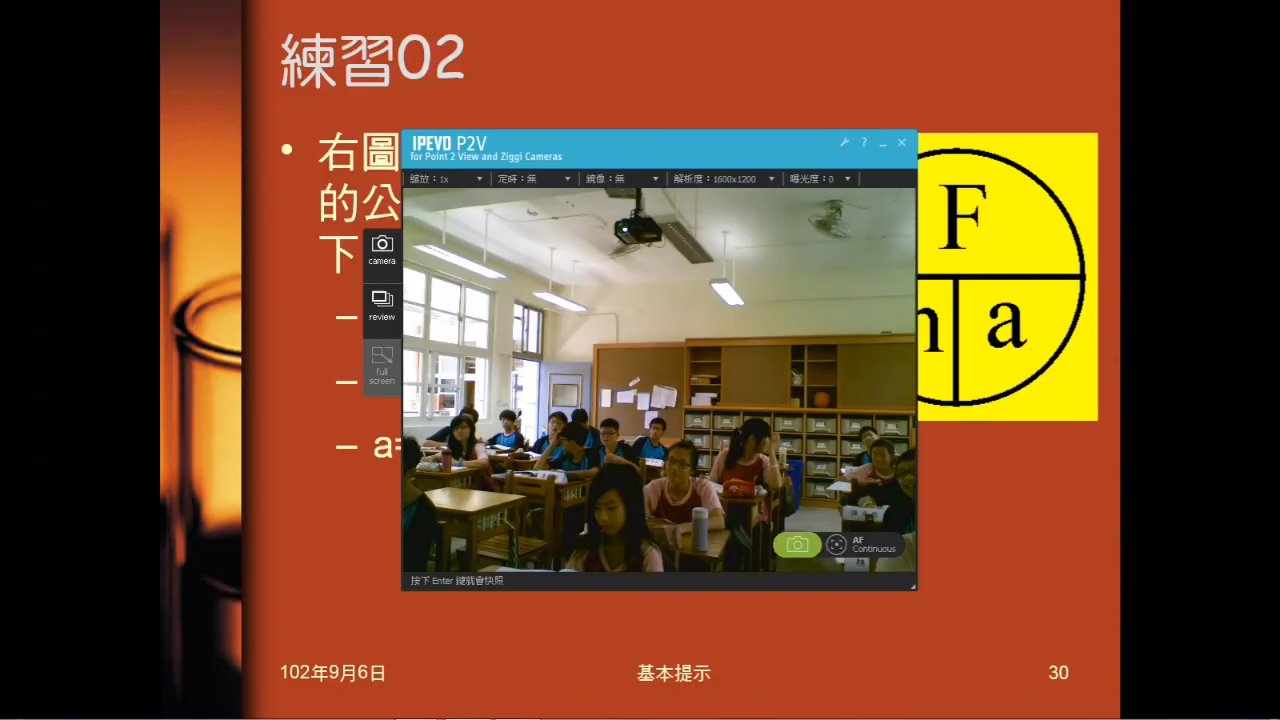 練習02
• 右圖
的公
下
–
–
– a=
F
a
IPEVO P2V
for Point 2 View and Ziggi Cameras
縮放：1x 定時：無 鏡像：無 解析度：1600x1200 曝光度：0
camera
review
full
screen
AF
Continuous
按下 Enter 鍵就會快照
102年9月6日 基本提示 30